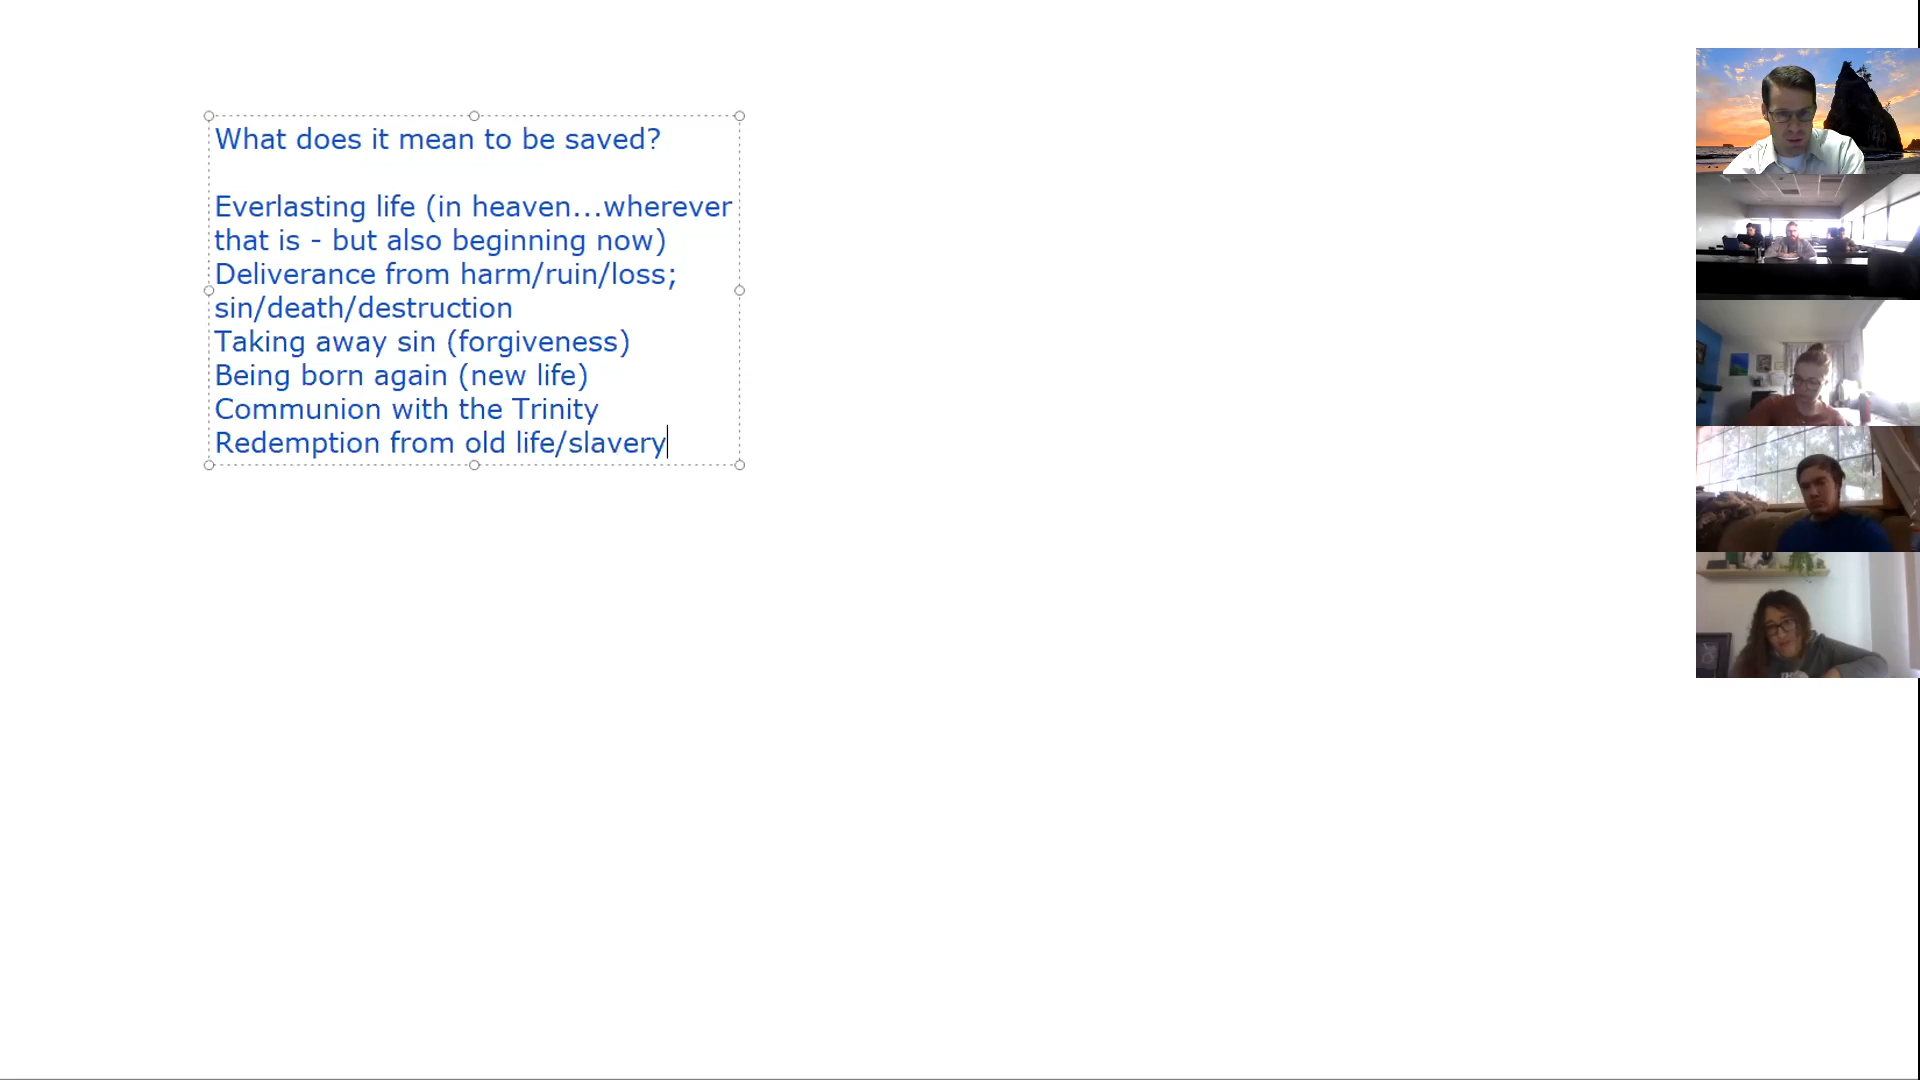 What does it mean to be saved?
Everlasting life (in heaven...wherever
that is - but also beginning now)
Deliverance from harm/ruin/loss;
sin/death/destruction
Taking away sin (forgiveness)
Being born again (new life)
Communion with the Trinity
Redemption from old life/slavery